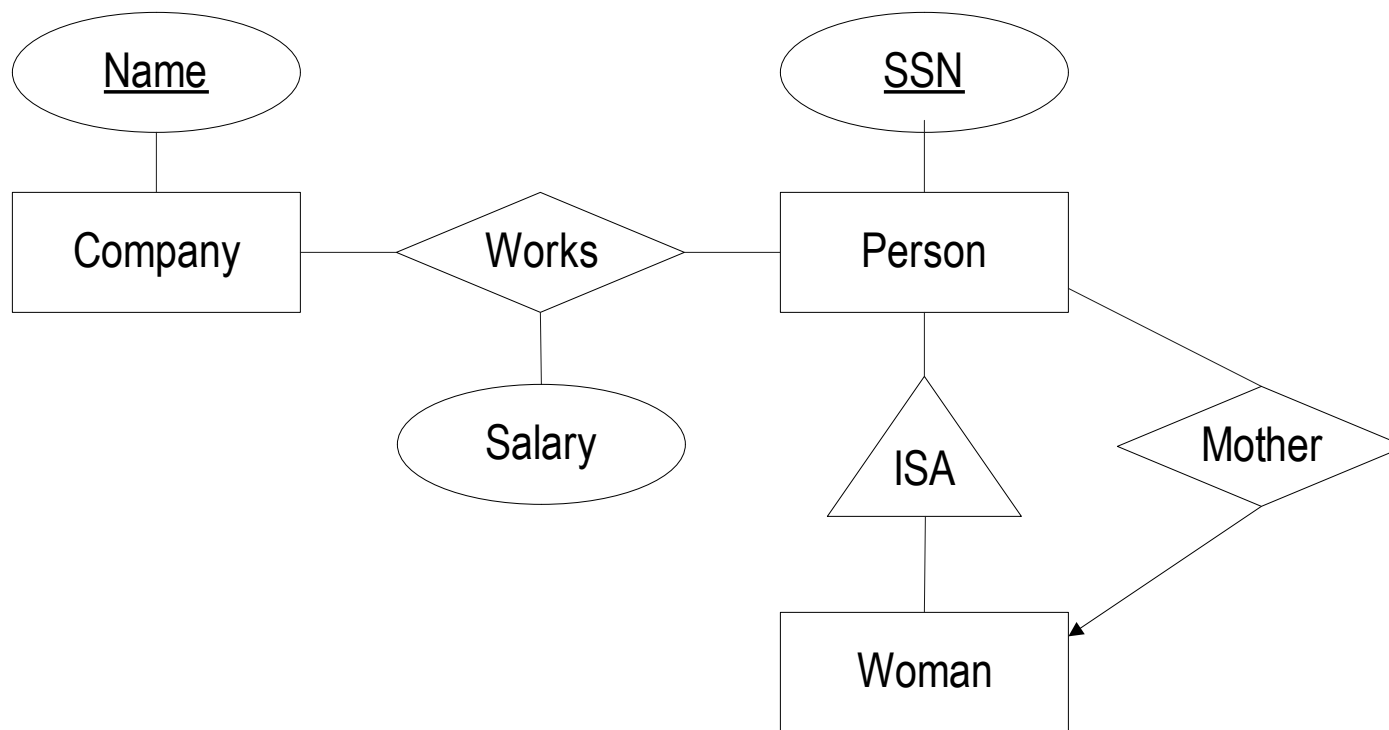 Name
SSN
Company
Works
Person
Salary
ISA
Mother
Woman